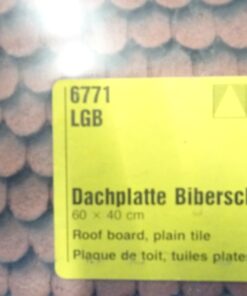 6771
LGB
Dachplatte Bibersch
60 × 40 cm
Roof board, plain tile
Plaque de toit, tuiles plate